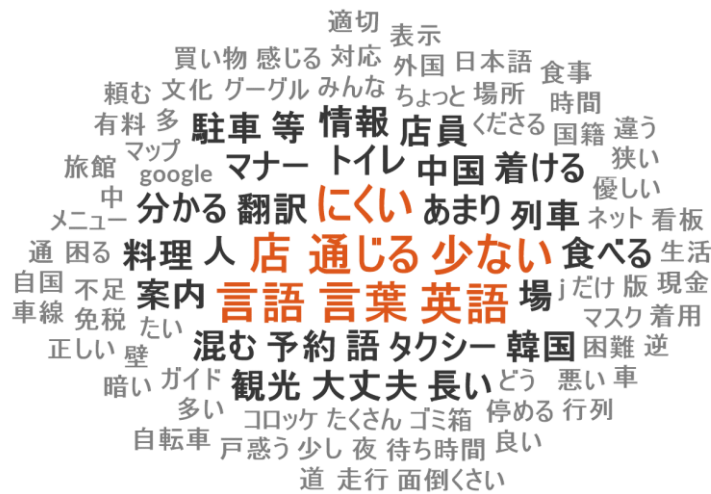 適切 表示
買い物 感じる 対応 外国 日本語 食事
頼む 文化 グーグル みんな ちょっと 場所 時間
有料 多 駐車 等 情報 店員 くださる 国籍 違う
旅館 マップ google マナー トイレ 中国 着ける 狭い
中 分かる 翻訳 にくい あまり 列車 優しい
メニュー ネット 看板
通 困る 料理 人 店 通じる 少ない 食べる 生活
自国 不足 案内 言語 言葉 英語 場 j だけ 版 現金
車線 免税 たい マスク 着用
正しい 壁 混む 予約 語 タクシー 韓国 困難 逆
暗い ガイド 観光 大丈夫 長い どう 悪い 車
多い コロッケ たくさん ゴミ箱 停める 行列
自転車 戸惑う 少し 夜 待ち時間 良い
道 走行 面倒くさい